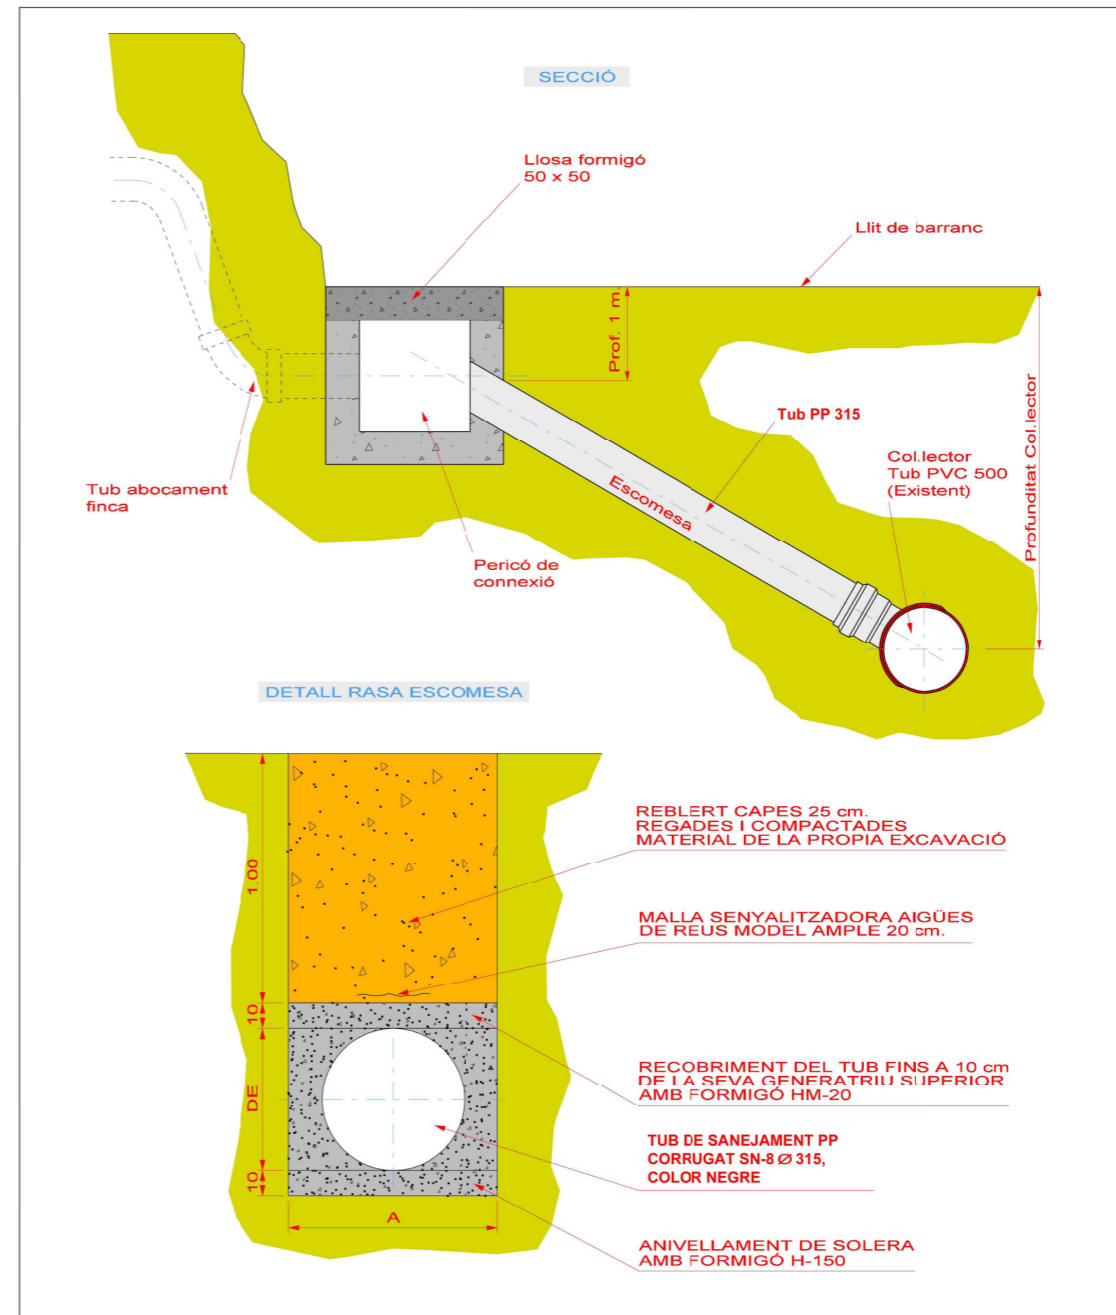 SECCIÓ
Llosa formigó
50 x 50
Llit de barranc
Prof. 1 m.
Tub PP 315
Col.lector
Tub PVC 500
(Existent)
Profunditat Col.lector
Escomesa
Tub abocament
finca
Pericó de
connexió
DETALL RASA ESCOMESA
1.00
10
DE
10
A
REBLERT CAPES 25 cm.
REGADES I COMPACTADES
MATERIAL DE LA PROPIA EXCAVACIÓ
MALLA SENYALITZADORA AIGÜES
DE REUS MODEL AMPLE 20 cm.
RECOBRIMENT DEL TUB FINS A 10 cm
DE LA SEVA GENERATRIU SUPERIOR
AMB FORMIGÓ HM-20
TUB DE SANEJAMENT PP
CORRUGAT SN-8 Ø 315,
COLOR NEGRE
ANIVELLAMENT DE SOLERA
AMB FORMIGÓ H-150